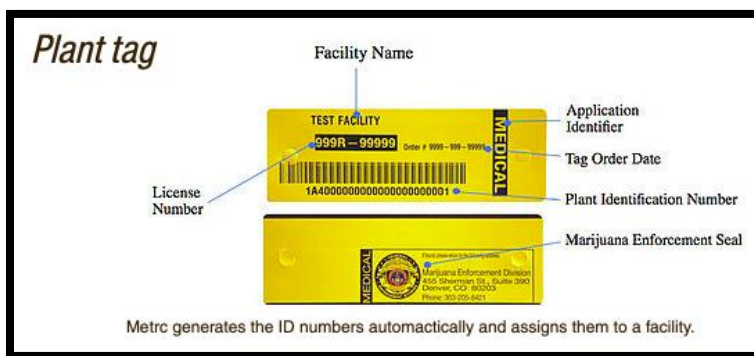 Plant tag
Facility Name
TEST FACILITY
999R – 99999
Order # 9999 - 999 - 99999
MEDICAL
Application
Identifier
Tag Order Date
License
Number
1A4000000000000000000001
Plant Identification Number
Marijuana Enforcement Seal
MEDICAL
Marijuana Enforcement Division
455 Sherman St., Suite 390
Denver, CO 80203
Phone: 303-205-8421
Metrc generates the ID numbers automactically and assigns them to a facility.